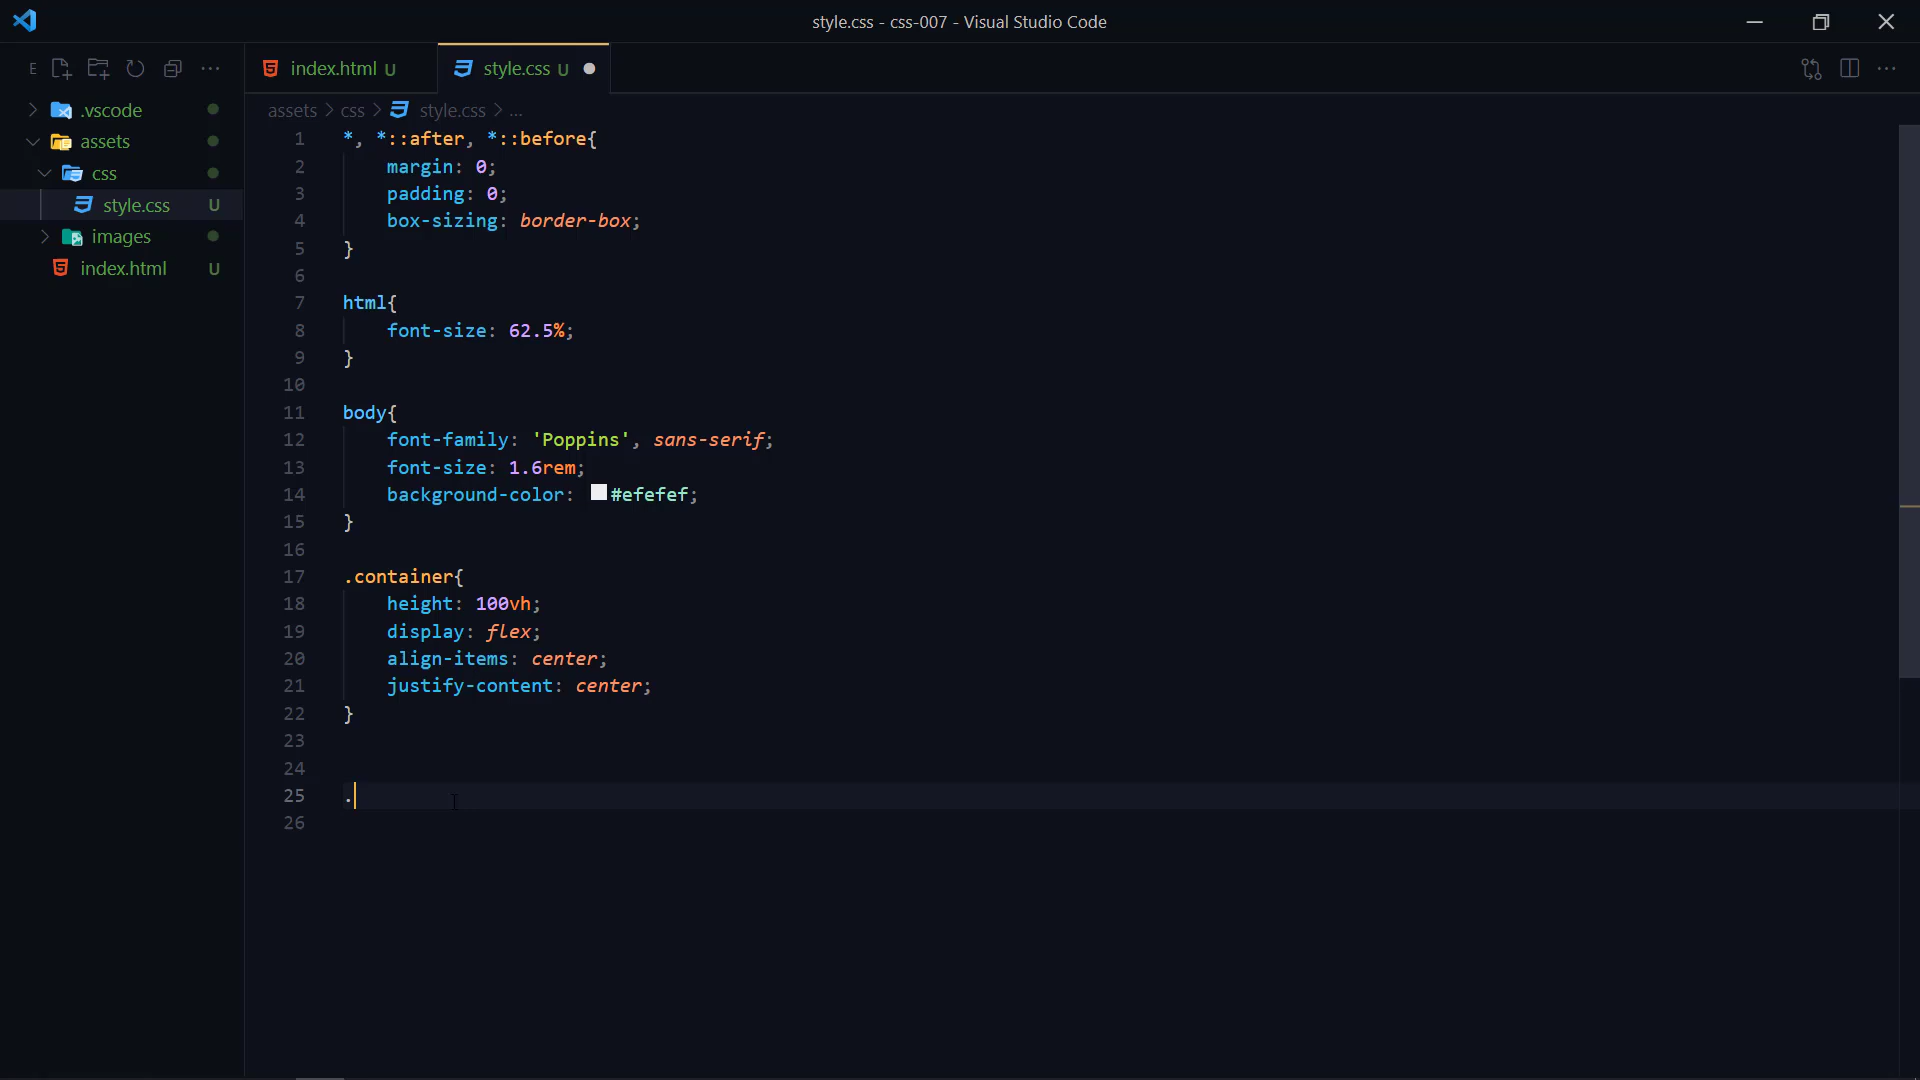 style.css - css-007 - Visual Studio Code
E
index.html U
style.css U
.vscode
assets
css
style.css U
images
index.html U
assets > css > style.css > ...
1 *, *::after, *::before{
2 margin: 0;
3 padding: 0;
4 box-sizing: border-box;
5 }
6
7 html{
8 font-size: 62.5%;
9 }
10
11 body{
12 font-family: 'Poppins', sans-serif;
13 font-size: 1.6rem;
14 background-color: #efefef;
15 }
16
17 .container{
18 height: 100vh;
19 display: flex;
20 align-items: center;
21 justify-content: center;
22 }
23
24
25 .
26